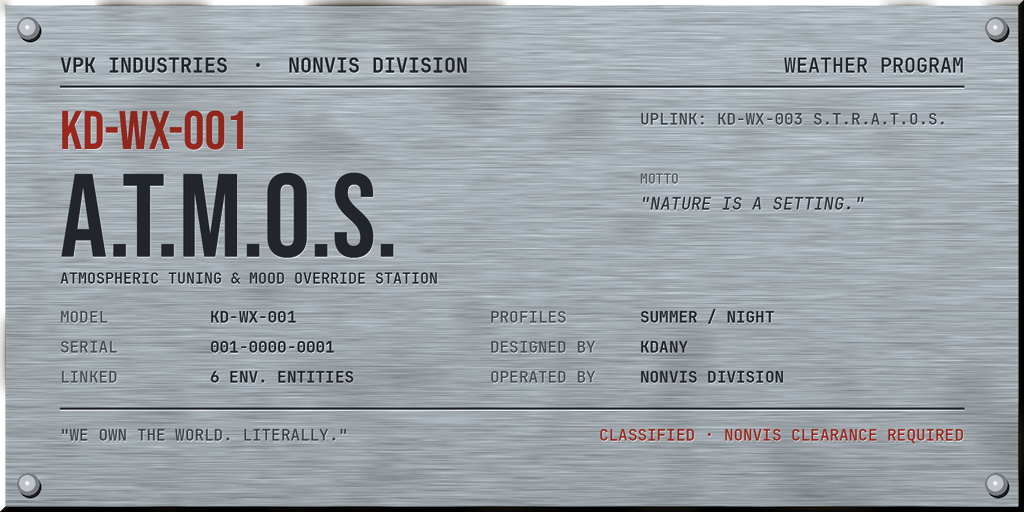 VPK INDUSTRIES · NONVIS DIVISION WEATHER PROGRAM
KD-WX-001 UPLINK: KD-WX-003 S.T.R.A.T.O.S.
A.T.M.O.S.
MOTTO
"NATURE IS A SETTING."
ATMOSPHERIC TUNING & MOOD OVERRIDE STATION
MODEL KD-WX-001 PROFILES SUMMER / NIGHT
SERIAL 001-0000-0001 DESIGNED BY KDANY
LINKED 6 ENV. ENTITIES OPERATED BY NONVIS DIVISION
"WE OWN THE WORLD. LITERALLY." CLASSIFIED · NONVIS CLEARANCE REQUIRED